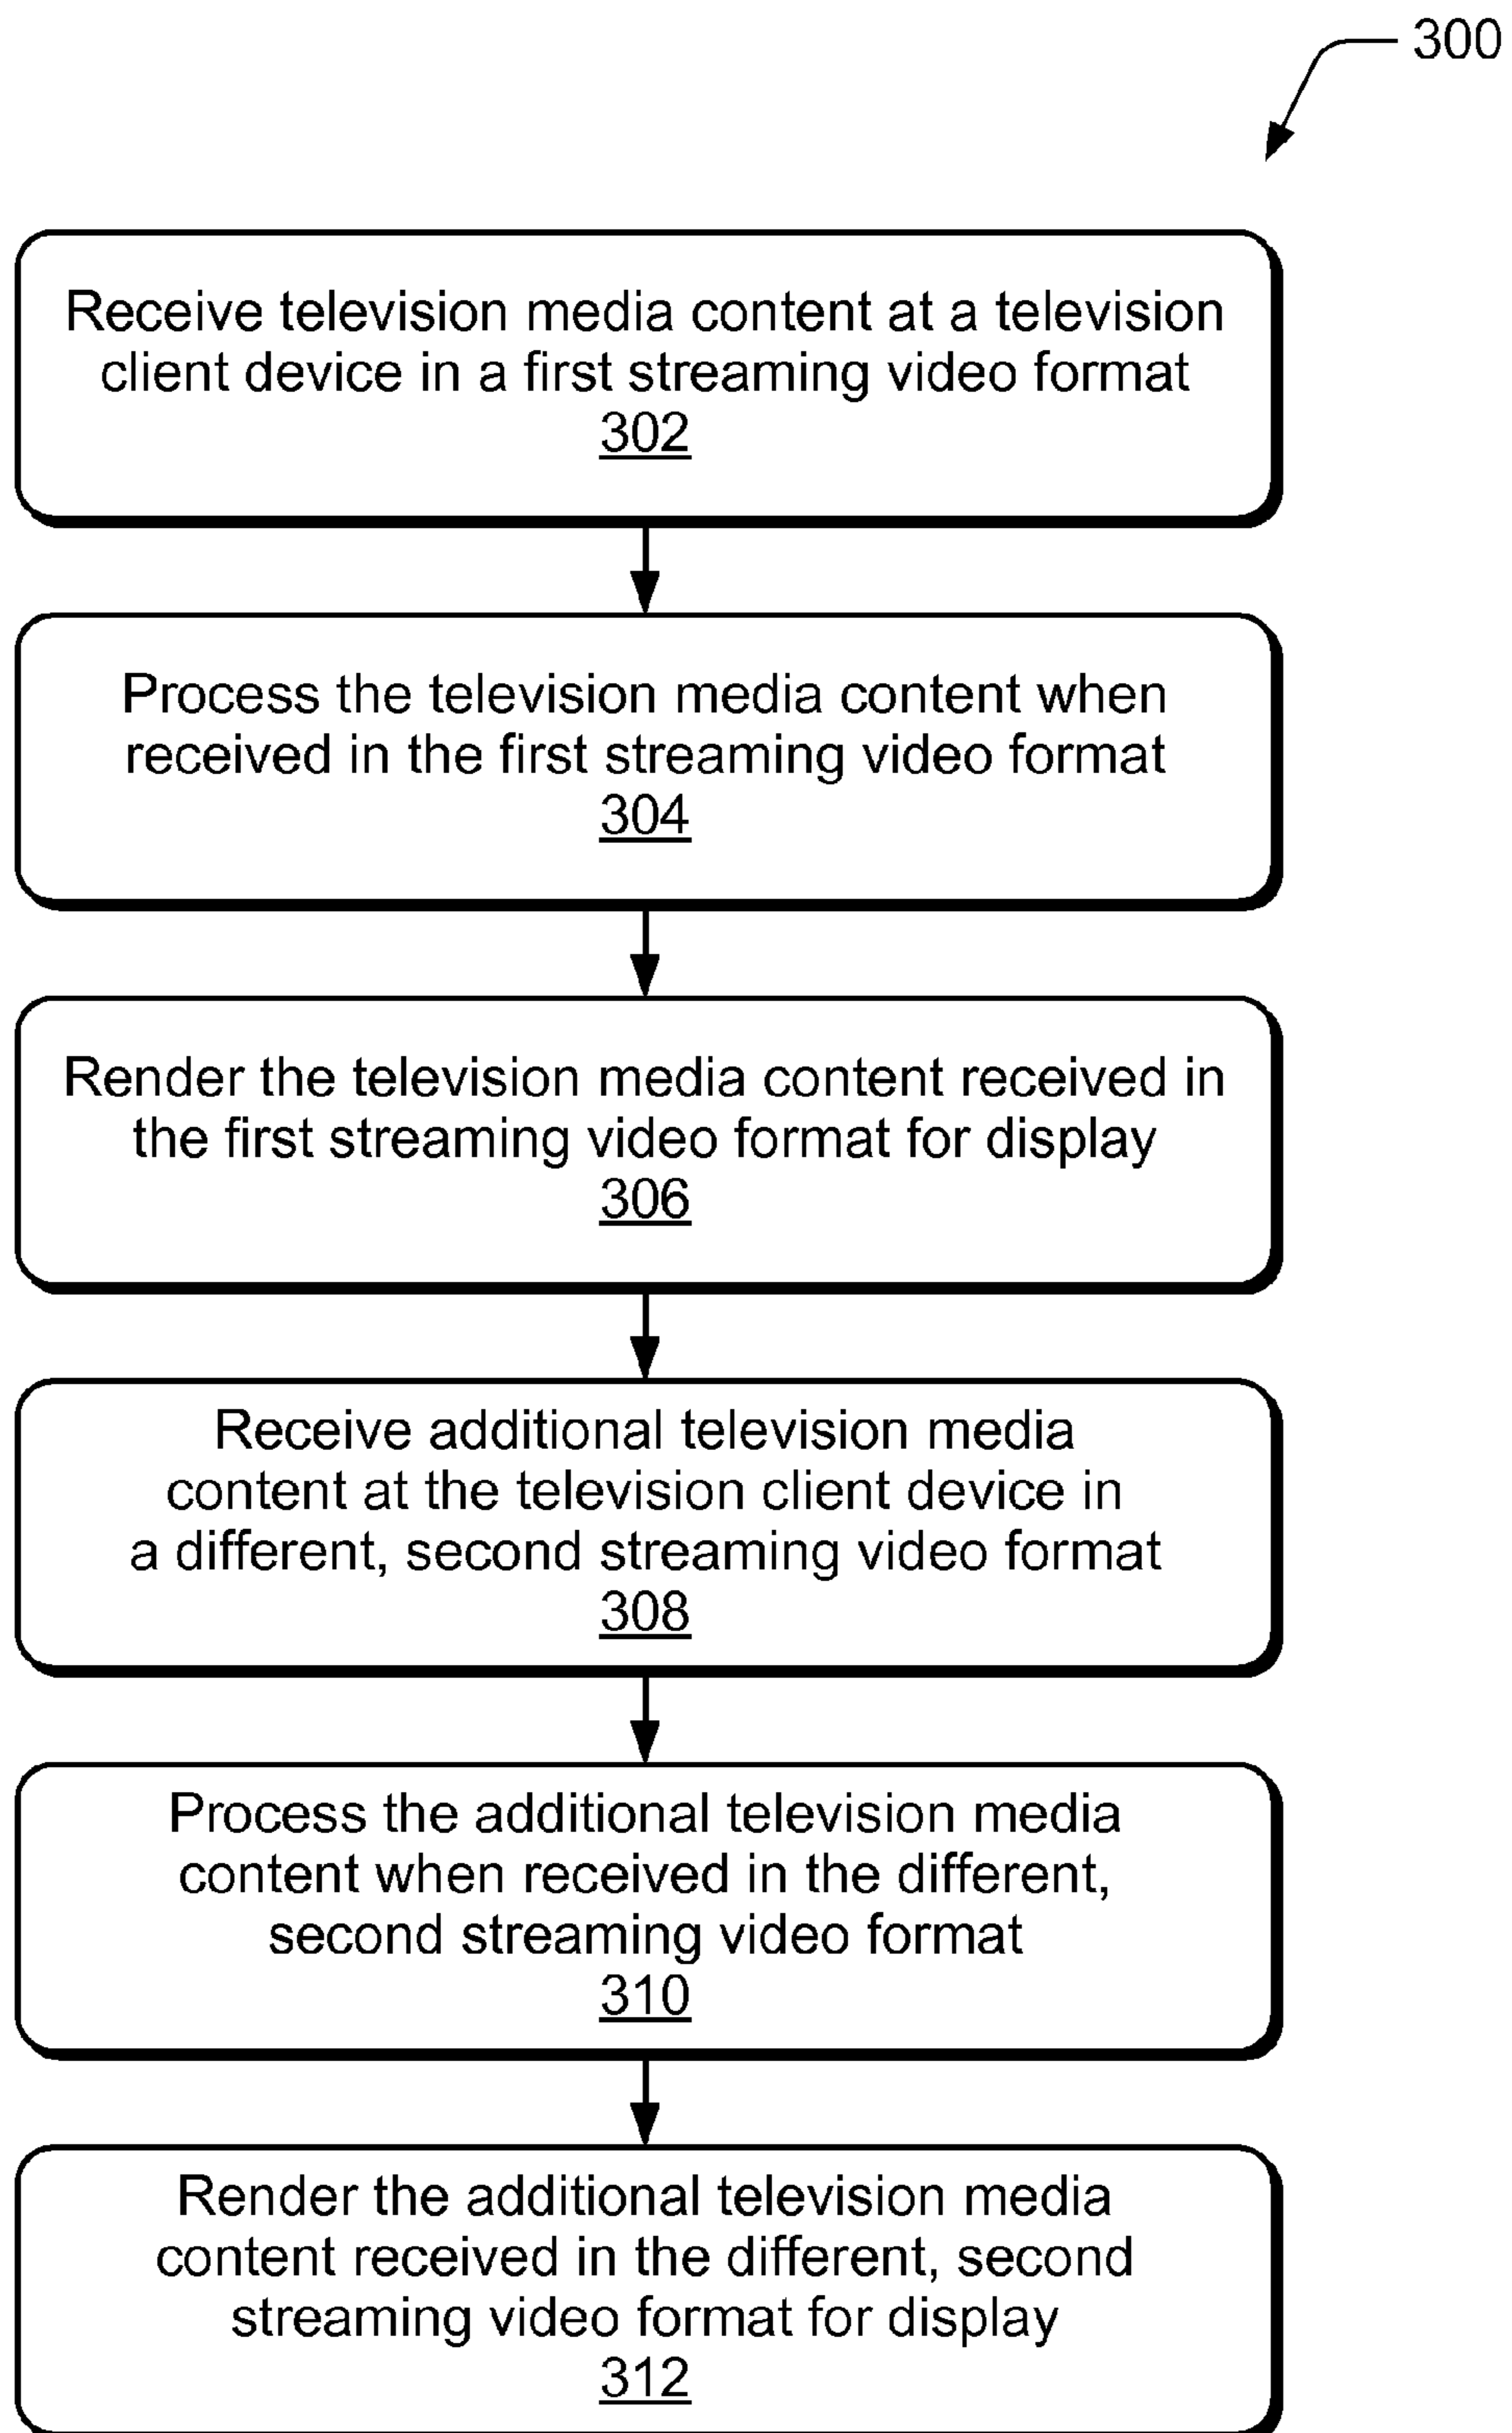 300
Receive television media content at a television
client device in a first streaming video format
302
Process the television media content when
received in the first streaming video format
304
Render the television media content received in
the first streaming video format for display
306
Receive additional television media
content at the television client device in
a different, second streaming video format
308
Process the additional television media
content when received in the different,
second streaming video format
310
Render the additional television media
content received in the different, second
streaming video format for display
312